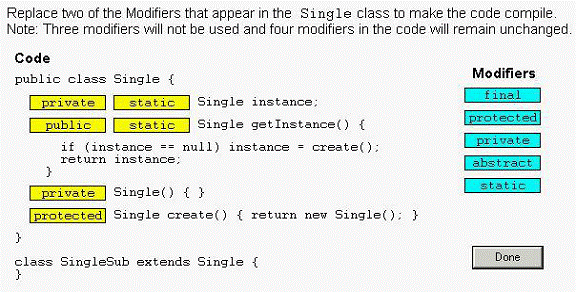 Replace two of the Modifiers that appear in the Single class to make the code compile.
Note: Three modifiers will not be used and four modifiers in the code will remain unchanged.
Code
public class Single {
private static Single instance;
public static Single getInstance() {
if (instance == null) instance = create();
return instance;
}
private Single() { }
protected Single create() { return new Single(); }
}
class SingleSub extends Single {
}
Modifiers
final
protected
private
abstract
static
Done